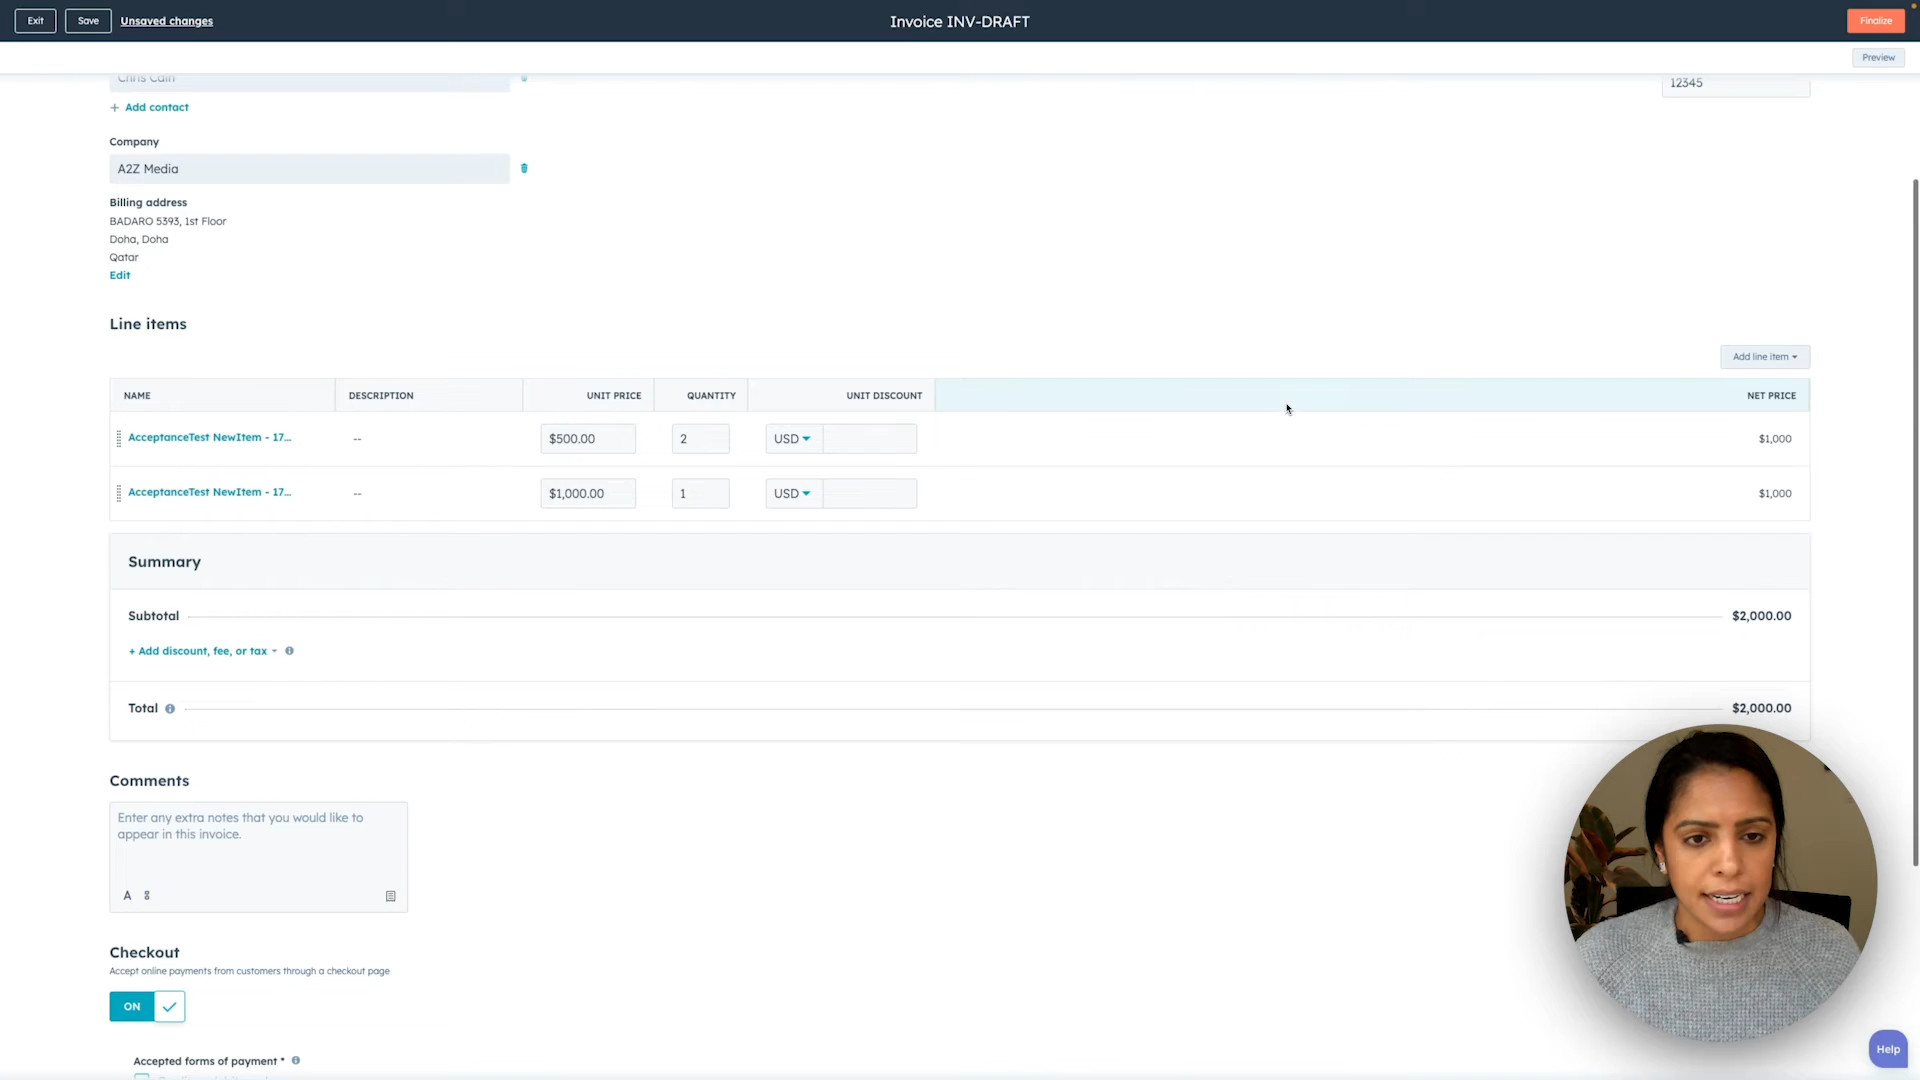 Exit
Save
Unsaved changes
Invoice INV-DRAFT
Finalize
Preview
Chris Cain
12345
+ Add contact
Company
A2Z Media
Billing address
BADARO 5393, 1st Floor
Doha, Doha
Qatar
Edit
Line items
Add line item
NAME DESCRIPTION UNIT PRICE QUANTITY UNIT DISCOUNT NET PRICE
AcceptanceTest NewItem - 17... -- $500.00 2 USD $1,000
AcceptanceTest NewItem - 17... -- $1,000.00 1 USD $1,000
Summary
Subtotal $2,000.00
+ Add discount, fee, or tax
Total $2,000.00
Comments
Enter any extra notes that you would like to
appear in this invoice.
A
Checkout
Accept online payments from customers through a checkout page
ON
Accepted forms of payment *
Help